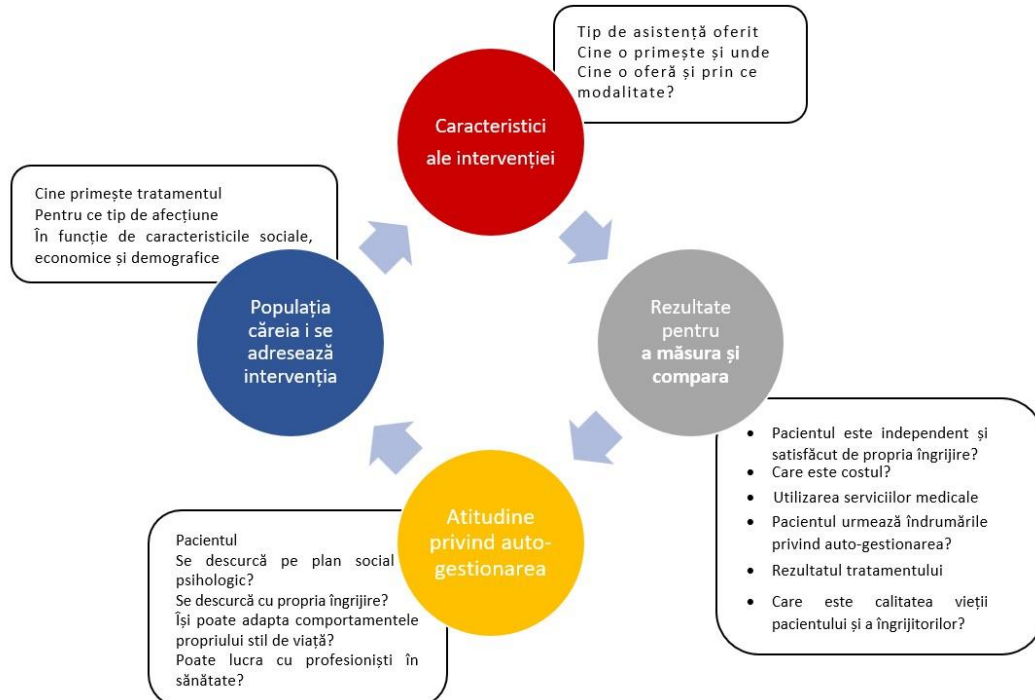 Tip de asistență oferit
Cine o primește și unde
Cine o oferă și prin ce
modalitate?
Caracteristici
ale intervenției
Cine primește tratamentul
Pentru ce tip de afecțiune
În funcție de caracteristicile sociale,
economice și demografice
Populația
căreia i se
adresează
intervenția
Rezultate
pentru
a măsura și
compara
• Pacientul este independent și
satisfăcut de propria îngrijire?
• Care este costul?
• Utilizarea serviciilor medicale
• Pacientul urmează îndrumările
privind auto-gestionarea?
• Rezultatul tratamentului
• Care este calitatea vieții
pacientului și a îngrijitorilor?
Atitudine
privind auto-
gestionarea
Pacientul
Se descurcă pe plan social
psihologic?
Se descurcă cu propria îngrijire?
Își poate adapta comportamentele
propriului stil de viață?
Poate lucra cu profesioniști în
sănătate?